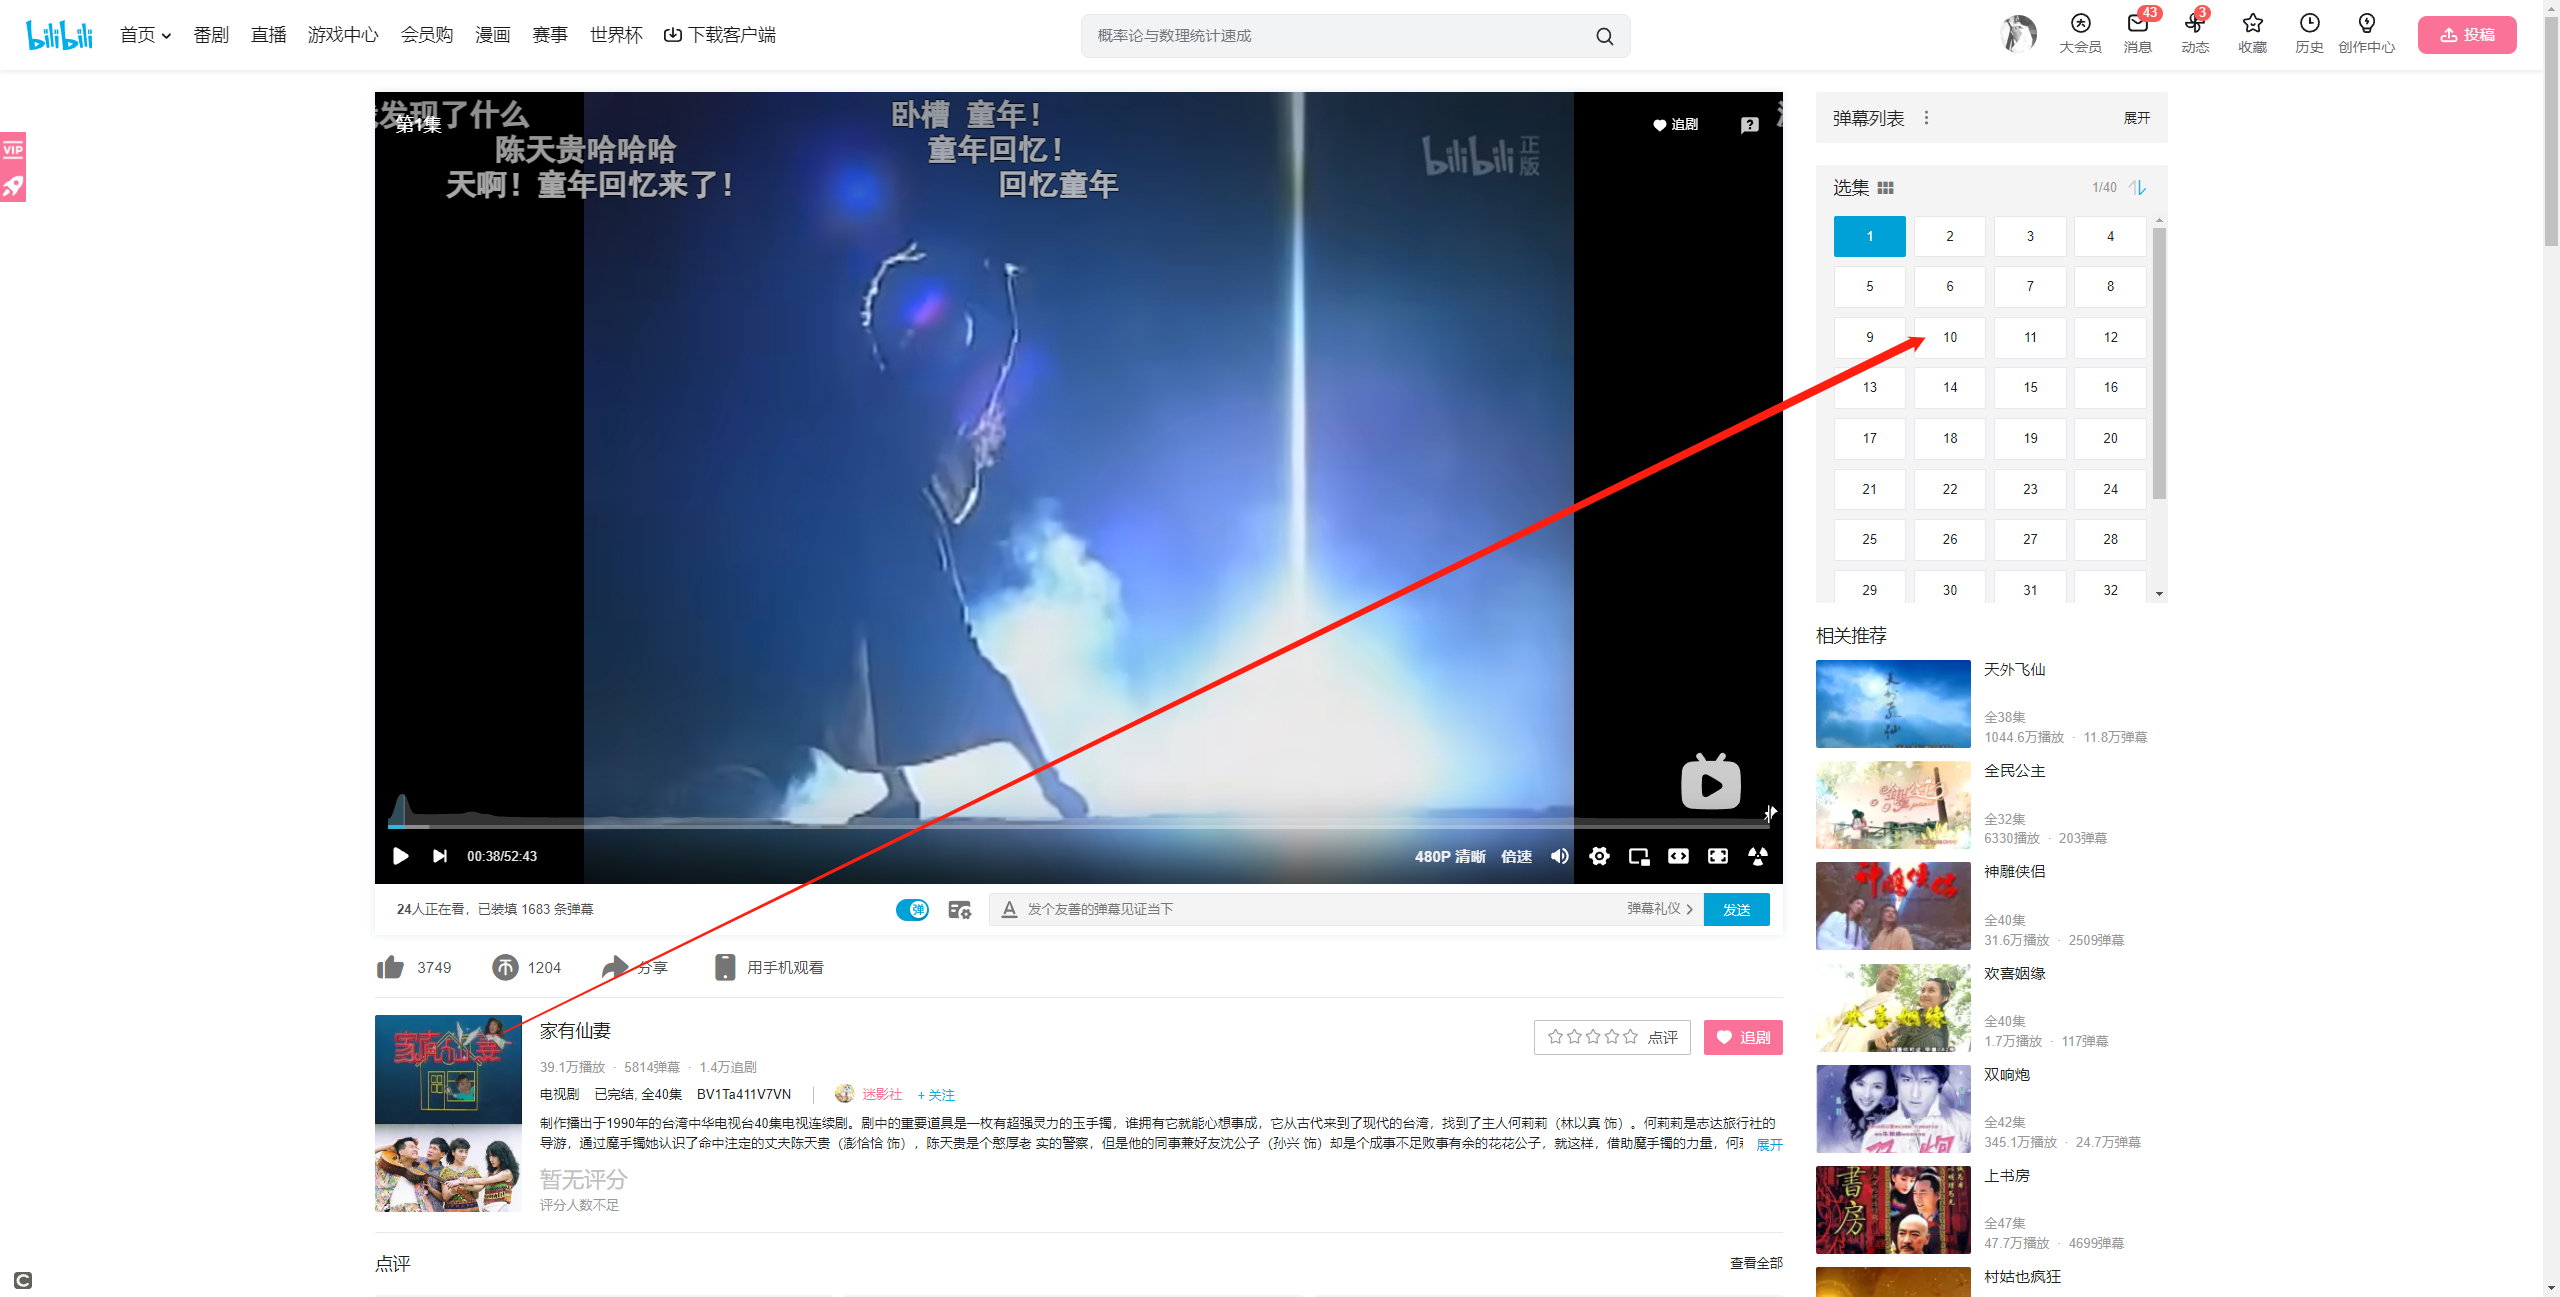 bilibili 首页 番剧 直播 游戏中心 会员购 漫画 赛事 世界杯 下载客户端
概率论与数理统计速成
大会员 43 消息 3 动态 收藏 历史 创作中心 投稿
VIP
发现了什么
第1集
卧槽 童年！
陈天贵哈哈哈
童年回忆！
天啊！童年回忆来了！
回忆童年
追剧
bilibili 正版
00:38/52:43
480P 清晰 倍速
24人正在看，已装填 1683 条弹幕
弹
发个友善的弹幕见证当下
弹幕礼仪
发送
3749 1204 分享 用手机观看
家有仙妻
家有仙妻
点评 追剧
39.1万播放 · 5814弹幕 · 1.4万追剧
电视剧 已完结, 全40集 BV1Ta411V7VN 迷影社 + 关注
制作播出于1990年的台湾中华电视台40集电视连续剧。剧中的重要道具是一枚有超强灵力的玉手镯，谁拥有它就能心想事成，它从古代来到了现代的台湾，找到了主人何莉莉（林以真 饰）。何莉莉是志达旅行社的
导游，通过魔手镯她认识了命中注定的丈夫陈天贵（澎恰恰 饰），陈天贵是个憨厚老 实的警察，但是他的同事兼好友沈公子（孙兴 饰）却是个成事不足败事有余的花花公子，就这样，借助魔手镯的力量，何莉 展开
暂无评分
评分人数不足
点评
查看全部
弹幕列表 展开
选集 1/40
1 2 3 4
5 6 7 8
9 10 11 12
13 14 15 16
17 18 19 20
21 22 23 24
25 26 27 28
29 30 31 32
相关推荐
天外飞仙
天外飞仙
全38集
1044.6万播放 · 11.8万弹幕
全民公主
全民公主
全32集
6330播放 · 203弹幕
神雕侠侣
神雕侠侣
全40集
31.6万播放 · 2509弹幕
欢喜姻缘
欢喜姻缘
全40集
1.7万播放 · 117弹幕
双响炮
双响炮
全42集
345.1万播放 · 24.7万弹幕
上书房
书房
全47集
47.7万播放 · 4699弹幕
村姑也疯狂